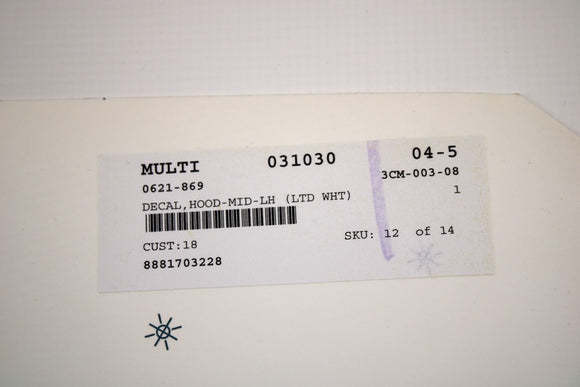 MULTI 031030 04-5
0621-869 3CM-003-08
DECAL,HOOD-MID-LH (LTD WHT) 1
CUST:18 SKU: 12 of 14
8881703228